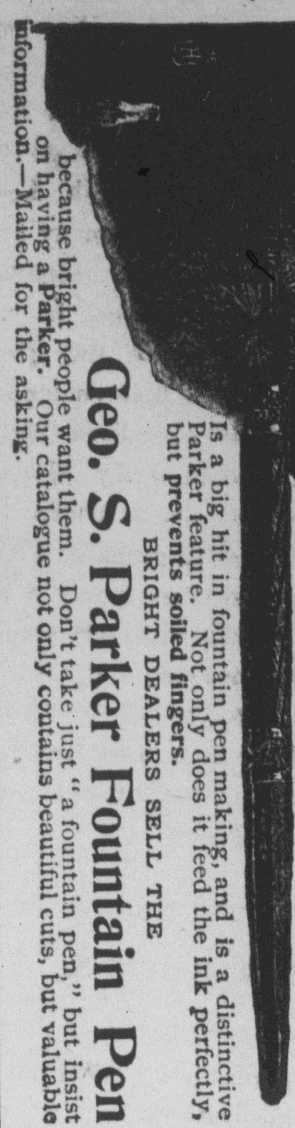 Is a big hit in fountain pen making, and is a distinctive
Parker feature. Not only does it feed the ink perfectly,
but prevents soiled fingers.
BRIGHT DEALERS SELL THE
Geo. S. Parker Fountain Pen
because bright people want them. Don't take just "a fountain pen," but insist
on having a Parker. Our catalogue not only contains beautiful cuts, but valuable
information.—Mailed for the asking.